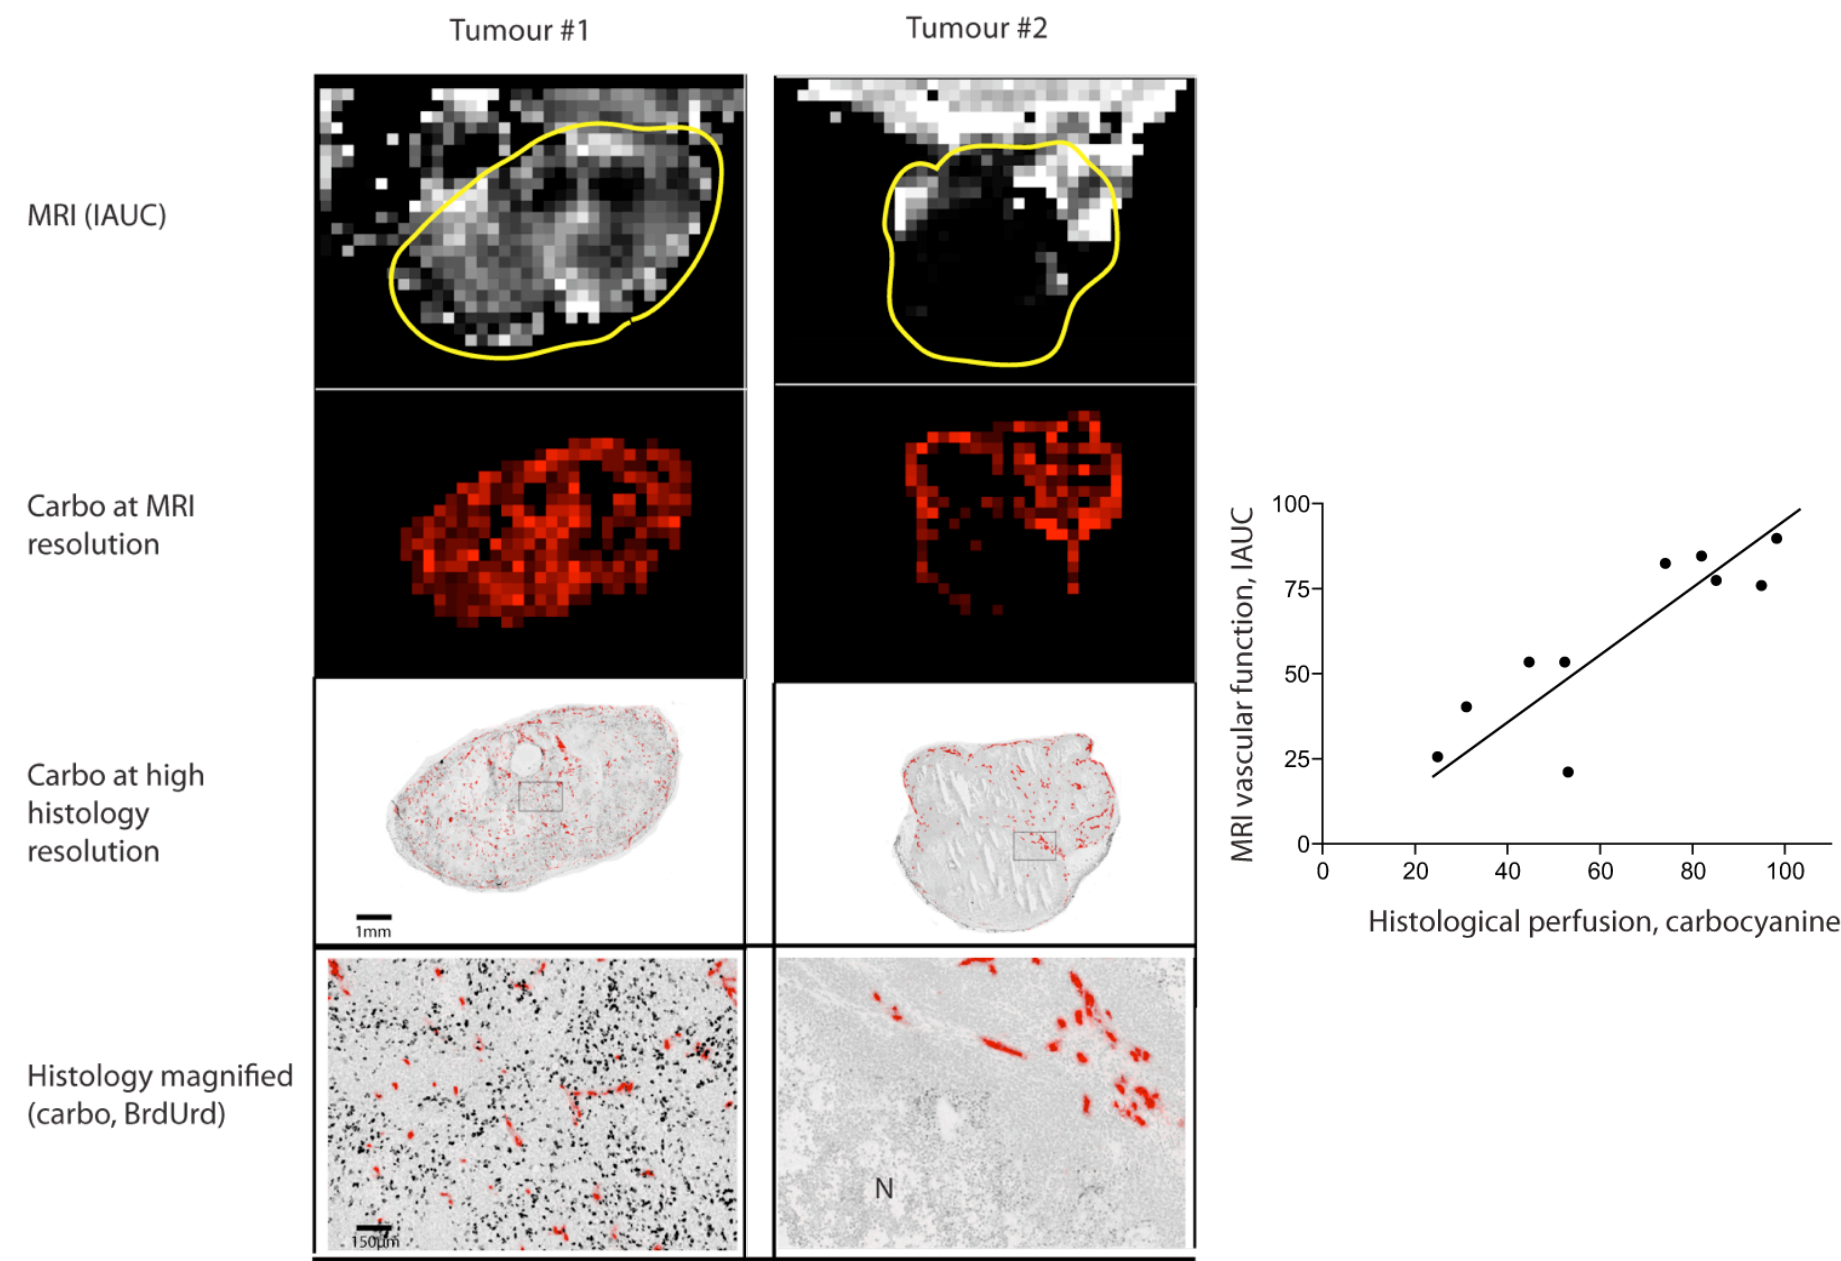 Tumour #1
Tumour #2
MRI (IAUC)
Carbo at MRI
resolution
Carbo at high
histology
resolution
1mm
Histology magnified
(carbo, BrdUrd)
150µm
N
MRI vascular function, IAUC
100
75
50
25
0
0 20 40 60 80 100
Histological perfusion, carbocyanine